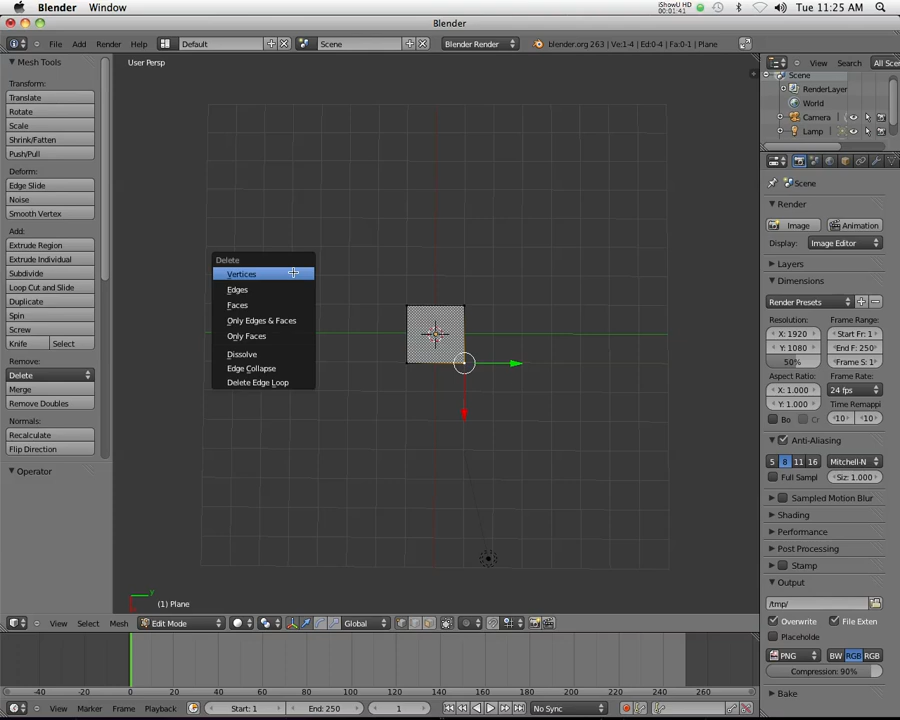 Blender Window
iShowU HD
00:01:41
Tue 11:25 AM
Blender
File Add Render Help
Default
Scene
Blender Render
blender.org 263 | Ve:1-4 | Ed:0-4 | Fa:0-1 | Plane
Mesh Tools
Transform:
Translate
Rotate
Scale
Shrink/Fatten
Push/Pull
Deform:
Edge Slide
Noise
Smooth Vertex
Add:
Extrude Region
Extrude Individual
Subdivide
Loop Cut and Slide
Duplicate
Spin
Screw
Knife Select
Remove:
Delete
Merge
Remove Doubles
Normals:
Recalculate
Flip Direction
Operator
User Persp
Delete
Vertices
Edges
Faces
Only Edges & Faces
Only Faces
Dissolve
Edge Collapse
Delete Edge Loop
y
(1) Plane
View Select Mesh
Edit Mode
Global
-40 -20 0 20 40 60 80 100 120 140 160 180 200 220 240 260
View Marker Frame Playback
Start: 1
End: 250
1
No Sync
View Search All Sce
Scene
RenderLayer
World
Camera
Lamp
Scene
Render
Image Animation
Display: Image Editor
Layers
Dimensions
Render Presets
Resolution: Frame Range:
X: 1920 Start Fr: 1
Y: 1080 End F: 250
50% Frame S: 1
Aspect Ratio: Frame Rate:
X: 1.000 24 fps
Y: 1.000 Time Remappi
Bo Cr 10 10
Anti-Aliasing
5 8 11 16 Mitchell-N
Full Sampl Siz: 1.000
Sampled Motion Blur
Shading
Performance
Post Processing
Stamp
Output
/tmp/
Overwrite File Exten
Placeholde
PNG BW RGB RGB
Compression: 90%
Bake